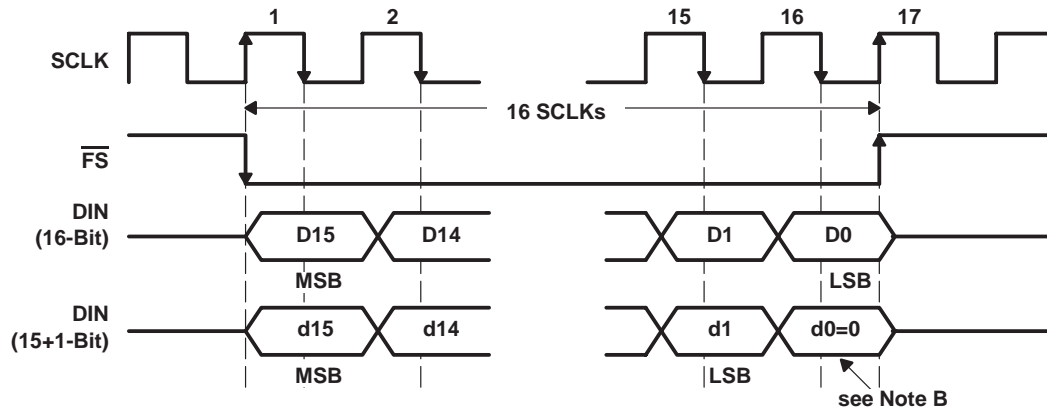 1 2 15 16 17
SCLK
16 SCLKs
FS
DIN
(16-Bit)
D15 D14 D1 D0
MSB LSB
DIN
(15+1-Bit)
d15 d14 d1 d0=0
MSB LSB
see Note B